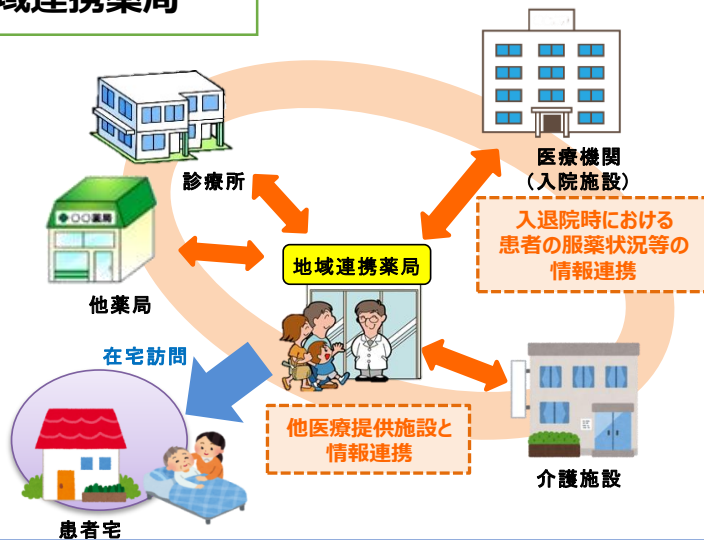 域連携薬局
診療所
医療機関
（入院施設）
入退院時における
患者の服薬状況等の
情報連携
○○薬局
地域連携薬局
他薬局
在宅訪問
他医療提供施設と
情報連携
介護施設
患者宅